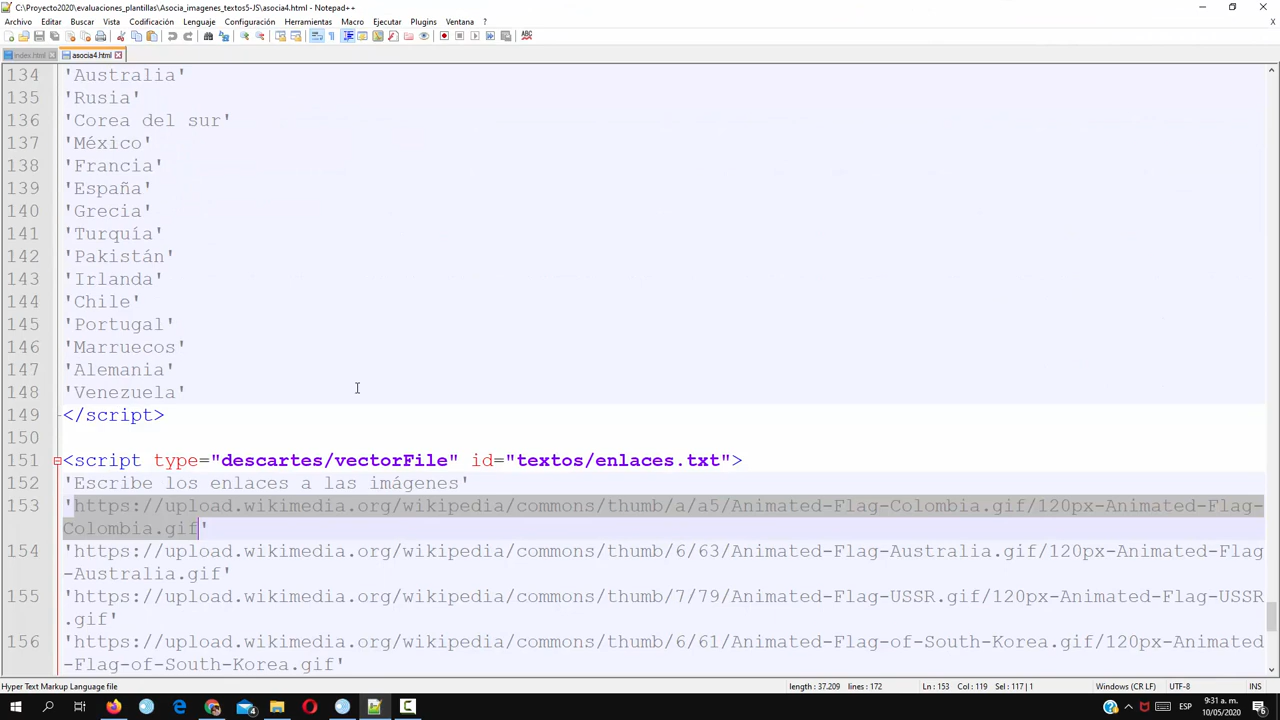 C:\Proyecto2020\evaluaciones_plantillas\Asocia_imagenes_textos5-JS\asocia4.html - Notepad++
Archivo Editar Buscar Vista Codificación Lenguaje Configuración Herramientas Macro Ejecutar Plugins Ventana ?
index.html asocia4.html
134 'Australia'
135 'Rusia'
136 'Corea del sur'
137 'México'
138 'Francia'
139 'España'
140 'Grecia'
141 'Turquía'
142 'Pakistán'
143 'Irlanda'
144 'Chile'
145 'Portugal'
146 'Marruecos'
147 'Alemania'
148 'Venezuela'
149 </script>
150
151 <script type="descartes/vectorFile" id="textos/enlaces.txt">
152 'Escribe los enlaces a las imágenes'
153 'https://upload.wikimedia.org/wikipedia/commons/thumb/a/a5/Animated-Flag-Colombia.gif/120px-Animated-Flag-
Colombia.gif'
154 'https://upload.wikimedia.org/wikipedia/commons/thumb/6/63/Animated-Flag-Australia.gif/120px-Animated-Flag
-Australia.gif'
155 'https://upload.wikimedia.org/wikipedia/commons/thumb/7/79/Animated-Flag-USSR.gif/120px-Animated-Flag-USSR
.gif'
156 'https://upload.wikimedia.org/wikipedia/commons/thumb/6/61/Animated-Flag-of-South-Korea.gif/120px-Animated
-Flag-of-South-Korea.gif'
Hyper Text Markup Language file length : 37.209 lines : 172 Ln : 153 Col : 119 Sel : 117 | 1 Windows (CR LF) UTF-8 INS
ESP 9:31 a. m.
10/05/2020